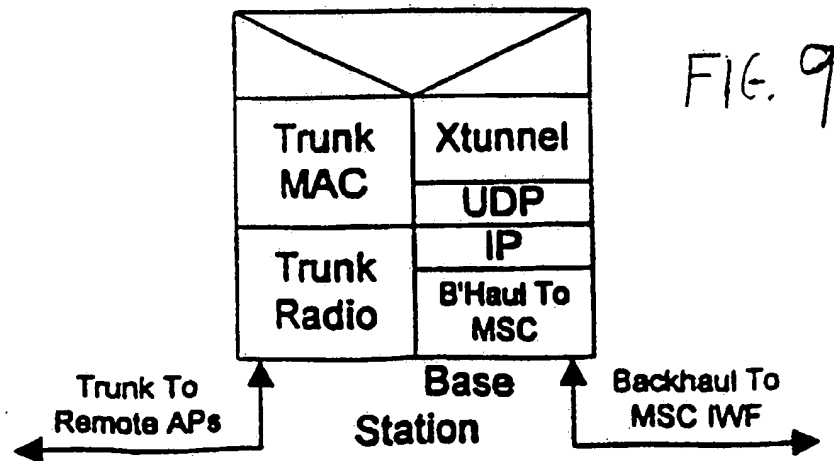 FIG. 9
Trunk
MAC
Xtunnel
UDP
IP
Trunk
Radio
B'Haul To
MSC
Trunk To
Remote APs
Base
Station
Backhaul To
MSC IWF